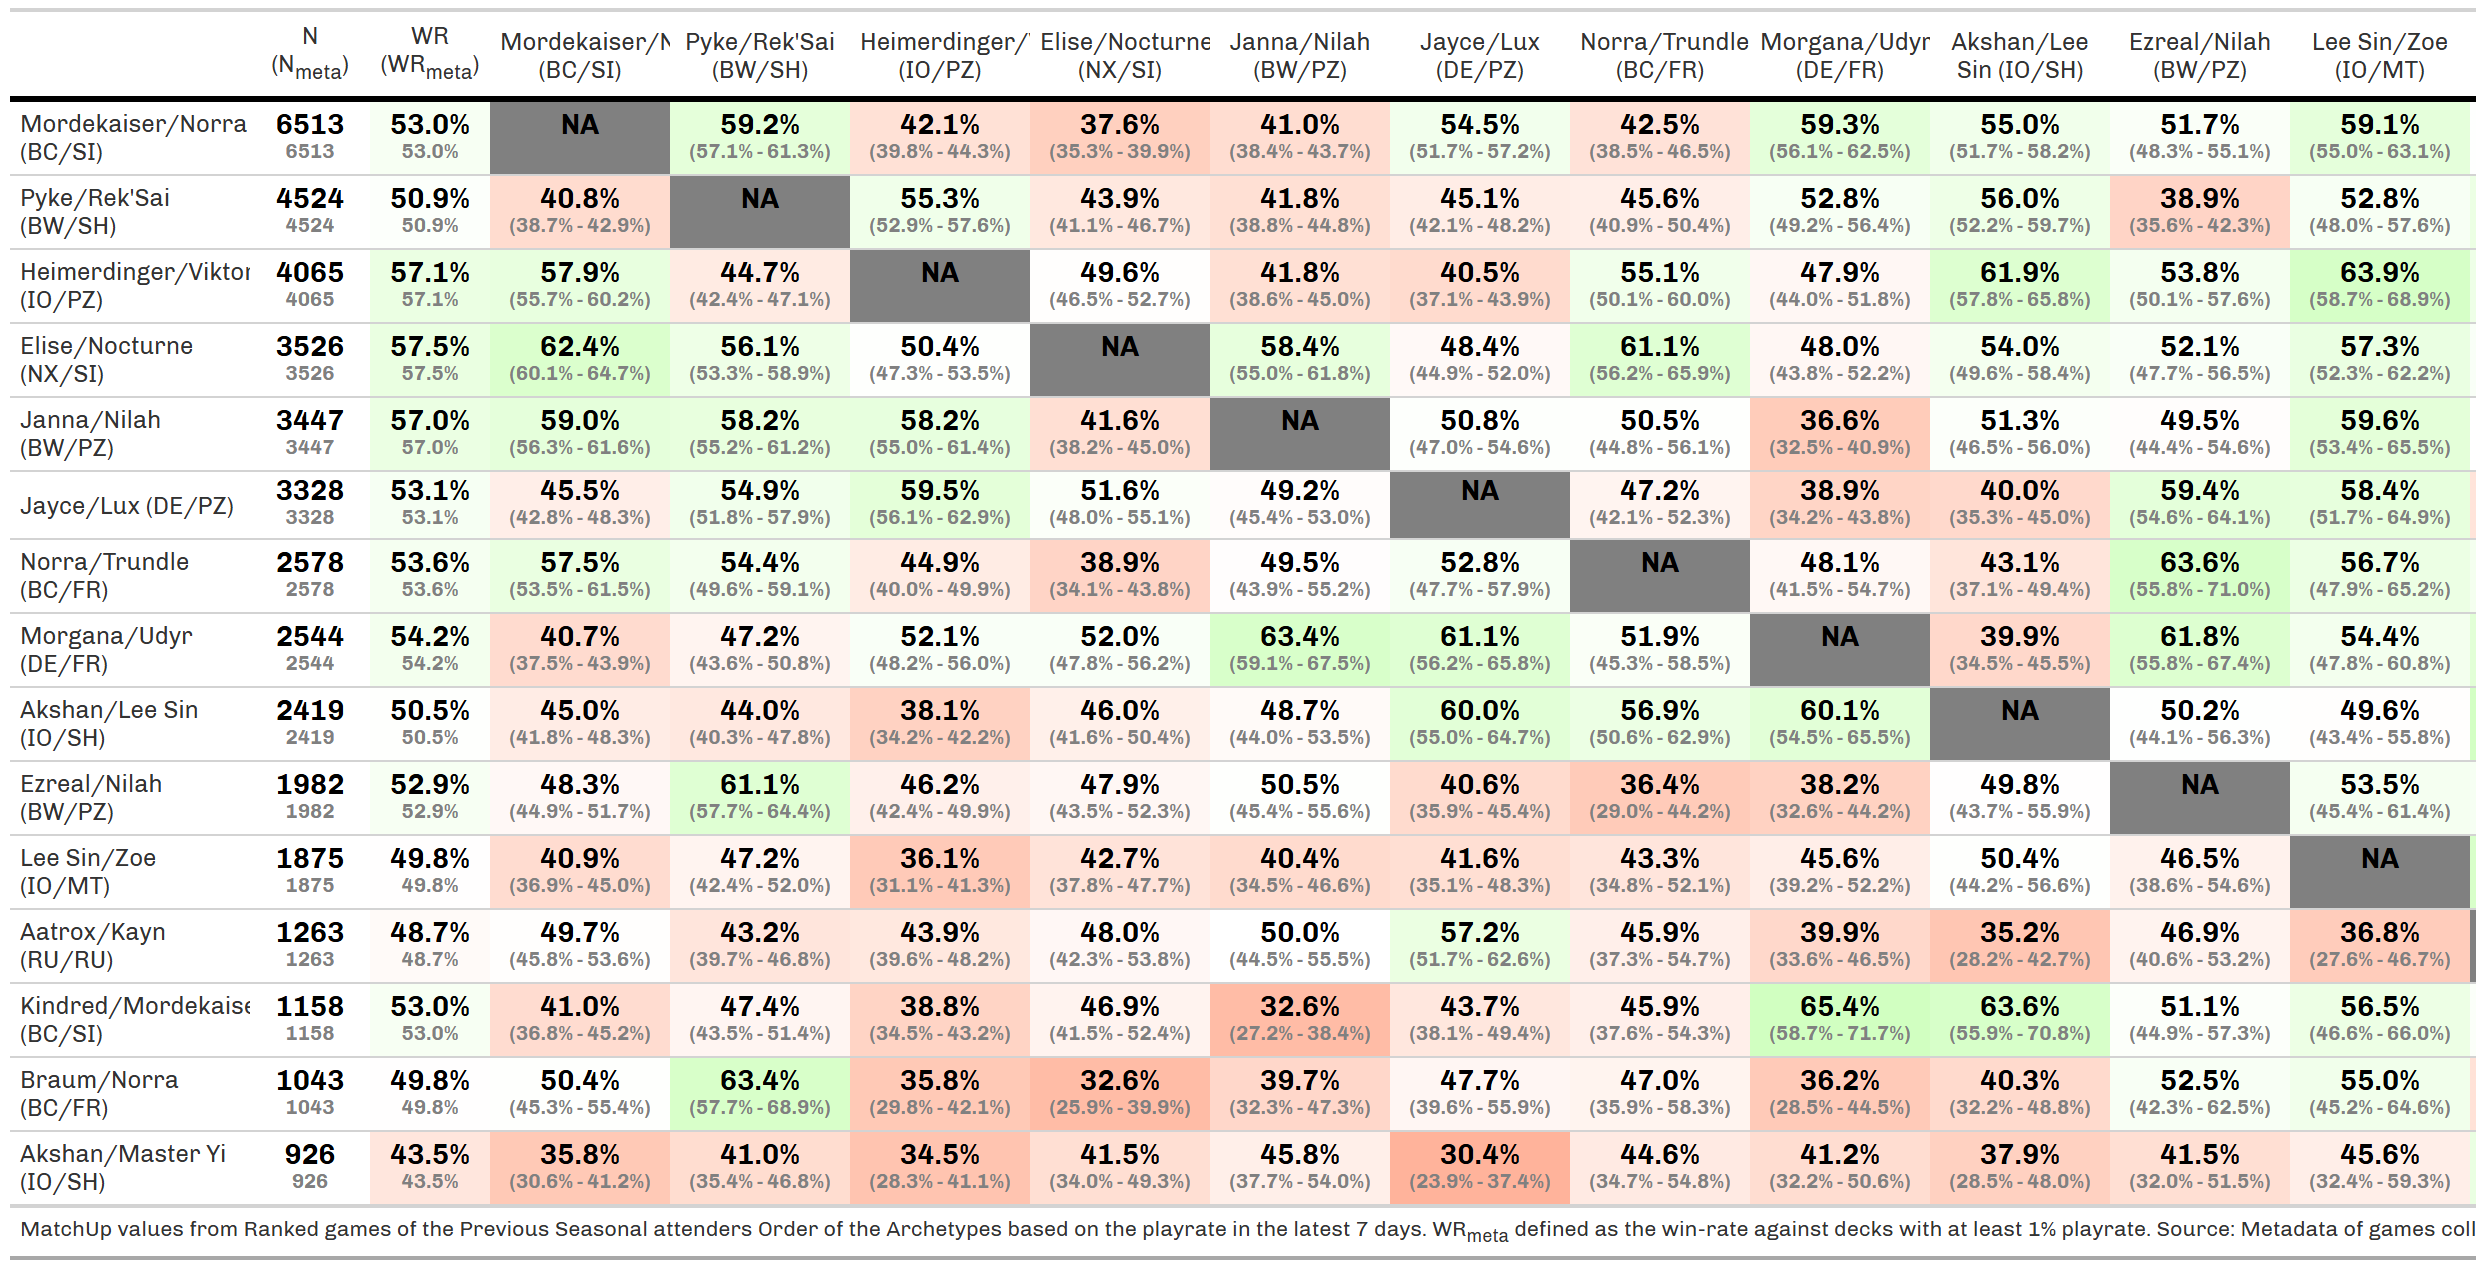 N (N_meta) WR (WR_meta) Mordekaiser/N (BC/SI) Pyke/Rek'Sai (BW/SH) Heimerdinger/ (IO/PZ) Elise/Nocturne (NX/SI) Janna/Nilah (BW/PZ) Jayce/Lux (DE/PZ) Norra/Trundle (BC/FR) Morgana/Udyr (DE/FR) Akshan/Lee Sin (IO/SH) Ezreal/Nilah (BW/PZ) Lee Sin/Zoe (IO/MT)
Mordekaiser/Norra 6513 53.0% NA 59.2% 42.1% 37.6% 41.0% 54.5% 42.5% 59.3% 55.0% 51.7% 59.1%
(BC/SI) 6513 53.0% (57.1% - 61.3%) (39.8% - 44.3%) (35.3% - 39.9%) (38.4% - 43.7%) (51.7% - 57.2%) (38.5% - 46.5%) (56.1% - 62.5%) (51.7% - 58.2%) (48.3% - 55.1%) (55.0% - 63.1%)
Pyke/Rek'Sai 4524 50.9% 40.8% NA 55.3% 43.9% 41.8% 45.1% 45.6% 52.8% 56.0% 38.9% 52.8%
(BW/SH) 4524 50.9% (38.7% - 42.9%) (52.9% - 57.6%) (41.1% - 46.7%) (38.8% - 44.8%) (42.1% - 48.2%) (40.9% - 50.4%) (49.2% - 56.4%) (52.2% - 59.7%) (35.6% - 42.3%) (48.0% - 57.6%)
Heimerdinger/Viktor 4065 57.1% 57.9% 44.7% NA 49.6% 41.8% 40.5% 55.1% 47.9% 61.9% 53.8% 63.9%
(IO/PZ) 4065 57.1% (55.7% - 60.2%) (42.4% - 47.1%) (46.5% - 52.7%) (38.6% - 45.0%) (37.1% - 43.9%) (50.1% - 60.0%) (44.0% - 51.8%) (57.8% - 65.8%) (50.1% - 57.6%) (58.7% - 68.9%)
Elise/Nocturne 3526 57.5% 62.4% 56.1% 50.4% NA 58.4% 48.4% 61.1% 48.0% 54.0% 52.1% 57.3%
(NX/SI) 3526 57.5% (60.1% - 64.7%) (53.3% - 58.9%) (47.3% - 53.5%) (55.0% - 61.8%) (44.9% - 52.0%) (56.2% - 65.9%) (43.8% - 52.2%) (49.6% - 58.4%) (47.7% - 56.5%) (52.3% - 62.2%)
Janna/Nilah 3447 57.0% 59.0% 58.2% 58.2% 41.6% NA 50.8% 50.5% 36.6% 51.3% 49.5% 59.6%
(BW/PZ) 3447 57.0% (56.3% - 61.6%) (55.2% - 61.2%) (55.0% - 61.4%) (38.2% - 45.0%) (47.0% - 54.6%) (44.8% - 56.1%) (32.5% - 40.9%) (46.5% - 56.0%) (44.4% - 54.6%) (53.4% - 65.5%)
Jayce/Lux (DE/PZ) 3328 53.1% 45.5% 54.9% 59.5% 51.6% 49.2% NA 47.2% 38.9% 40.0% 59.4% 58.4%
3328 53.1% (42.8% - 48.3%) (51.8% - 57.9%) (56.1% - 62.9%) (48.0% - 55.1%) (45.4% - 53.0%) (42.1% - 52.3%) (34.2% - 43.8%) (35.3% - 45.0%) (54.6% - 64.1%) (51.7% - 64.9%)
Norra/Trundle 2578 53.6% 57.5% 54.4% 44.9% 38.9% 49.5% 52.8% NA 48.1% 43.1% 63.6% 56.7%
(BC/FR) 2578 53.6% (53.5% - 61.5%) (49.6% - 59.1%) (40.0% - 49.9%) (34.1% - 43.8%) (43.9% - 55.2%) (47.7% - 57.9%) (41.5% - 54.7%) (37.1% - 49.4%) (55.8% - 71.0%) (47.9% - 65.2%)
Morgana/Udyr 2544 54.2% 40.7% 47.2% 52.1% 52.0% 63.4% 61.1% 51.9% NA 39.9% 61.8% 54.4%
(DE/FR) 2544 54.2% (37.5% - 43.9%) (43.6% - 50.8%) (48.2% - 56.0%) (47.8% - 56.2%) (59.1% - 67.5%) (56.2% - 65.8%) (45.3% - 58.5%) (34.5% - 45.5%) (55.8% - 67.4%) (47.8% - 60.8%)
Akshan/Lee Sin 2419 50.5% 45.0% 44.0% 38.1% 46.0% 48.7% 60.0% 56.9% 60.1% NA 50.2% 49.6%
(IO/SH) 2419 50.5% (41.8% - 48.3%) (40.3% - 47.8%) (34.2% - 42.2%) (41.6% - 50.4%) (44.0% - 53.5%) (55.0% - 64.7%) (50.6% - 62.9%) (54.5% - 65.5%) (44.1% - 56.3%) (43.4% - 55.8%)
Ezreal/Nilah 1982 52.9% 48.3% 61.1% 46.2% 47.9% 50.5% 40.6% 36.4% 38.2% 49.8% NA 53.5%
(BW/PZ) 1982 52.9% (44.9% - 51.7%) (57.7% - 64.4%) (42.4% - 49.9%) (43.5% - 52.3%) (45.4% - 55.6%) (35.9% - 45.4%) (29.0% - 44.2%) (32.6% - 44.2%) (43.7% - 55.9%) (45.4% - 61.4%)
Lee Sin/Zoe 1875 49.8% 40.9% 47.2% 36.1% 42.7% 40.4% 41.6% 43.3% 45.6% 50.4% 46.5% NA
(IO/MT) 1875 49.8% (36.9% - 45.0%) (42.4% - 52.0%) (31.1% - 41.3%) (37.8% - 47.7%) (34.5% - 46.6%) (35.1% - 48.3%) (34.8% - 52.1%) (39.2% - 52.2%) (44.2% - 56.6%) (38.6% - 54.6%)
Aatrox/Kayn 1263 48.7% 49.7% 43.2% 43.9% 48.0% 50.0% 57.2% 45.9% 39.9% 35.2% 46.9% 36.8%
(RU/RU) 1263 48.7% (45.8% - 53.6%) (39.7% - 46.8%) (39.6% - 48.2%) (42.3% - 53.8%) (44.5% - 55.5%) (51.7% - 62.6%) (37.3% - 54.7%) (33.6% - 46.5%) (28.2% - 42.7%) (40.6% - 53.2%) (27.6% - 46.7%)
Kindred/Mordekaise 1158 53.0% 41.0% 47.4% 38.8% 46.9% 32.6% 43.7% 45.9% 65.4% 63.6% 51.1% 56.5%
(BC/SI) 1158 53.0% (36.8% - 45.2%) (43.5% - 51.4%) (34.5% - 43.2%) (41.5% - 52.4%) (27.2% - 38.4%) (38.1% - 49.4%) (37.6% - 54.3%) (58.7% - 71.7%) (55.9% - 70.8%) (44.9% - 57.3%) (46.6% - 66.0%)
Braum/Norra 1043 49.8% 50.4% 63.4% 35.8% 32.6% 39.7% 47.7% 47.0% 36.2% 40.3% 52.5% 55.0%
(BC/FR) 1043 49.8% (45.3% - 55.4%) (57.7% - 68.9%) (29.8% - 42.1%) (25.9% - 39.9%) (32.3% - 47.3%) (39.6% - 55.9%) (35.9% - 58.3%) (28.5% - 44.5%) (32.2% - 48.8%) (42.3% - 62.5%) (45.2% - 64.6%)
Akshan/Master Yi 926 43.5% 35.8% 41.0% 34.5% 41.5% 45.8% 30.4% 44.6% 41.2% 37.9% 41.5% 45.6%
(IO/SH) 926 43.5% (30.6% - 41.2%) (35.4% - 46.8%) (28.3% - 41.1%) (34.0% - 49.3%) (37.7% - 54.0%) (23.9% - 37.4%) (34.7% - 54.8%) (32.2% - 50.6%) (28.5% - 48.0%) (32.0% - 51.5%) (32.4% - 59.3%)
MatchUp values from Ranked games of the Previous Seasonal attenders Order of the Archetypes based on the playrate in the latest 7 days. WR_meta defined as the win-rate against decks with at least 1% playrate. Source: Metadata of games coll